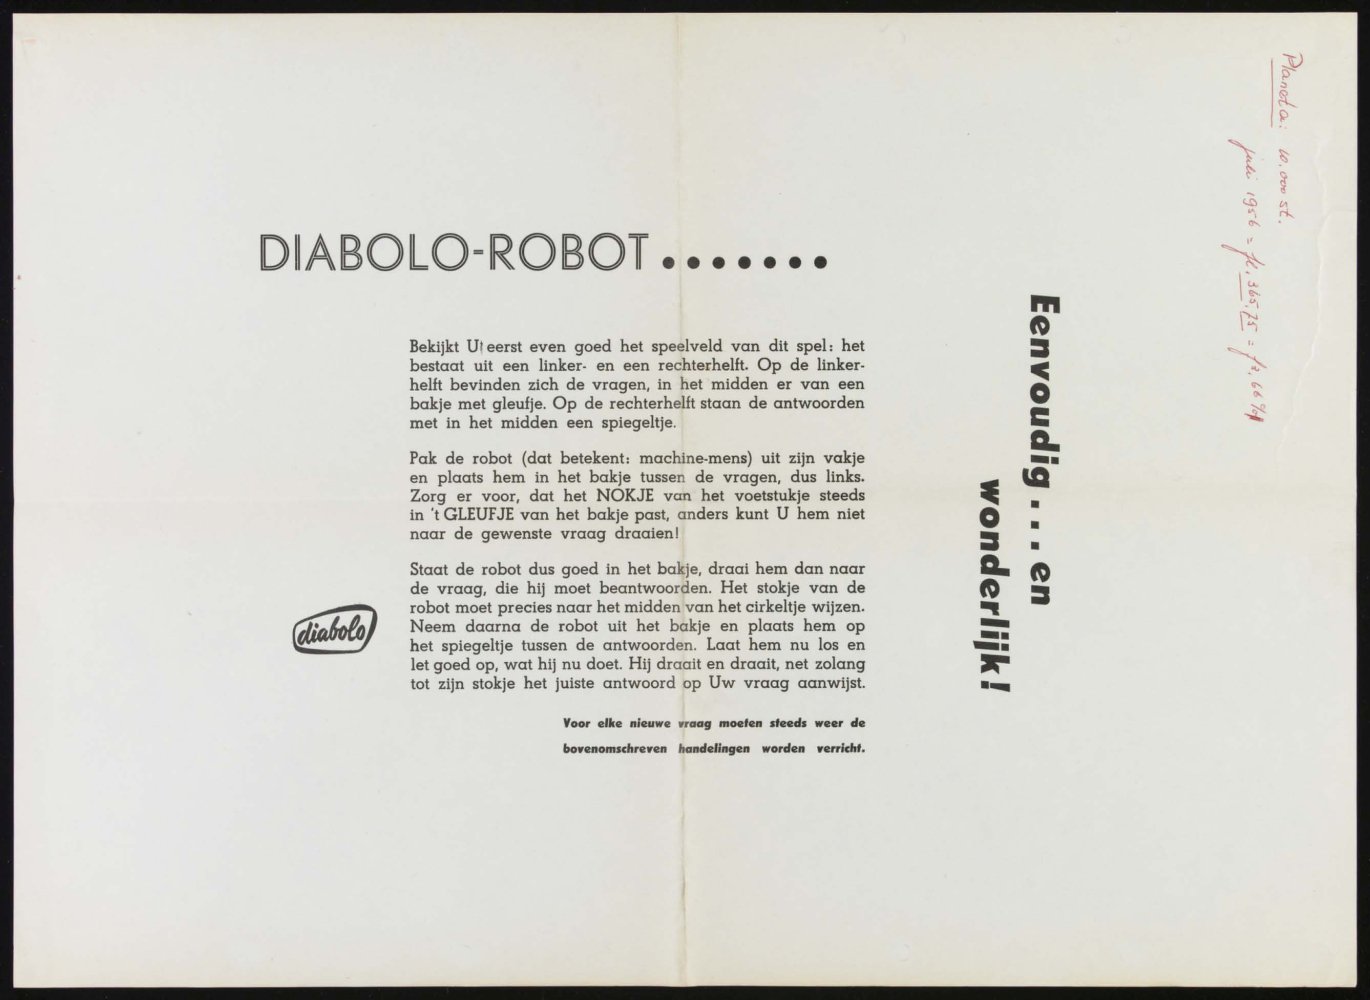 DIABOLO-ROBOT.......
Bekijkt U eerst even goed het speelveld van dit spel: het
bestaat uit een linker- en een rechterhelft. Op de linker-
helft bevinden zich de vragen, in het midden er van een
bakje met gleufje. Op de rechterhelft staan de antwoorden
met in het midden een spiegeltje.
Pak de robot (dat betekent: machine-mens) uit zijn vakje
en plaats hem in het bakje tussen de vragen, dus links.
Zorg er voor, dat het NOKJE van het voetstukje steeds
in 't GLEUFJE van het bakje past, anders kunt U hem niet
naar de gewenste vraag draaien!
Staat de robot dus goed in het bakje, draai hem dan naar
de vraag, die hij moet beantwoorden. Het stokje van de
robot moet precies naar het midden van het cirkeltje wijzen.
Neem daarna de robot uit het bakje en plaats hem op
het spiegeltje tussen de antwoorden. Laat hem nu los en
let goed op, wat hij nu doet. Hij draait en draait, net zolang
tot zijn stokje het juiste antwoord op Uw vraag aanwijst.
Voor elke nieuwe vraag moeten steeds weer de
bovenomschreven handelingen worden verricht.
diabolo
Eenvoudig... en
wonderlijk!
Planeta: 10.000 st.
juli 1956 = fl. 365,75 =